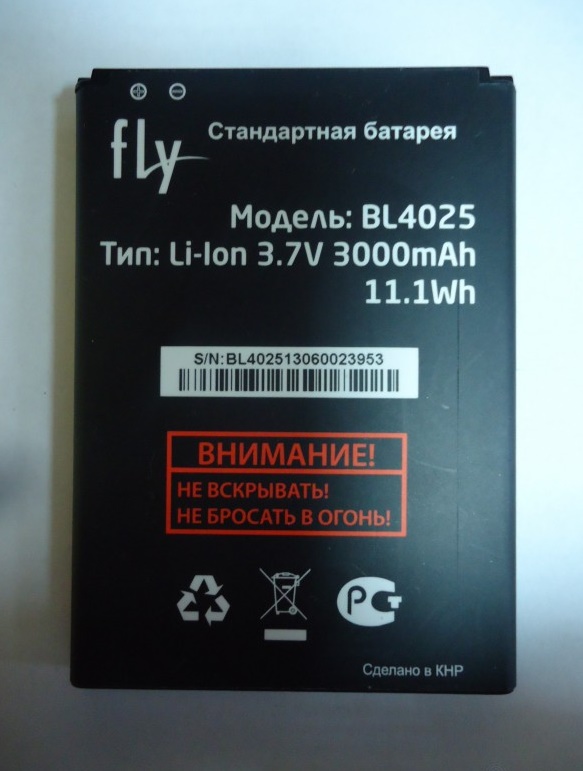 fly
Стандартная батарея
Модель: BL4025
Тип: Li-Ion 3.7V 3000mAh
11.1Wh
S/N:BL402513060023953
ВНИМАНИЕ!
НЕ ВСКРЫВАТЬ!
НЕ БРОСАТЬ В ОГОНЬ!
Сделано в КНР